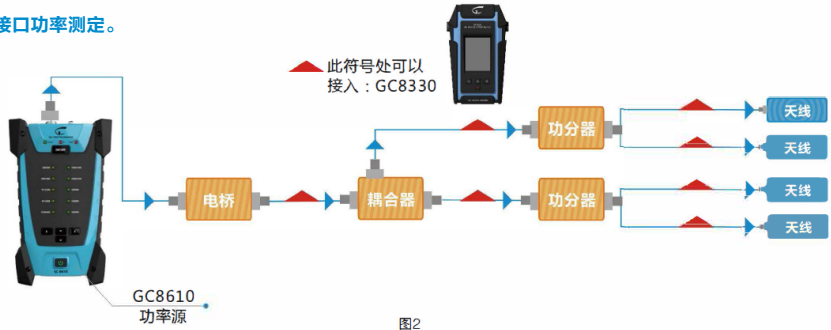 接口功率测定。
此符号处可以
接入：GC8330
功分器
天线
天线
电桥
耦合器
功分器
天线
天线
GC8610
功率源
图2